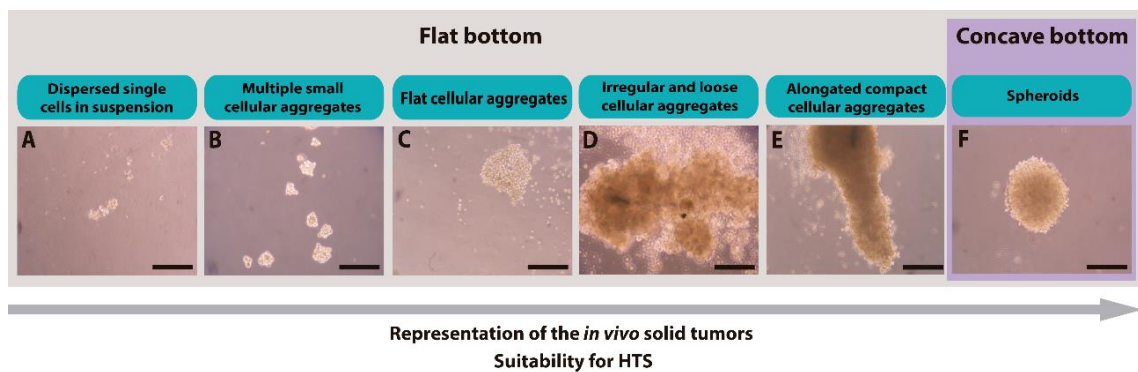 Flat bottom
Concave bottom
Dispersed single
cells in suspension
Multiple small
cellular aggregates
Flat cellular aggregates
Irregular and loose
cellular aggregates
Alongated compact
cellular aggregates
Spheroids
A
B
C
D
E
F
Representation of the in vivo solid tumors
Suitability for HTS